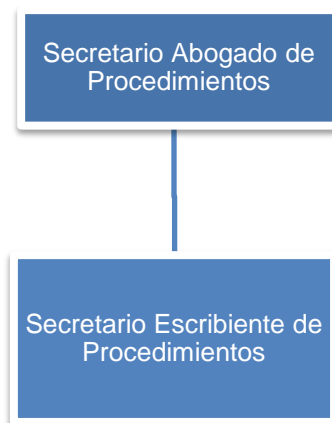 Secretario Abogado de
Procedimientos
Secretario Escribiente de
Procedimientos